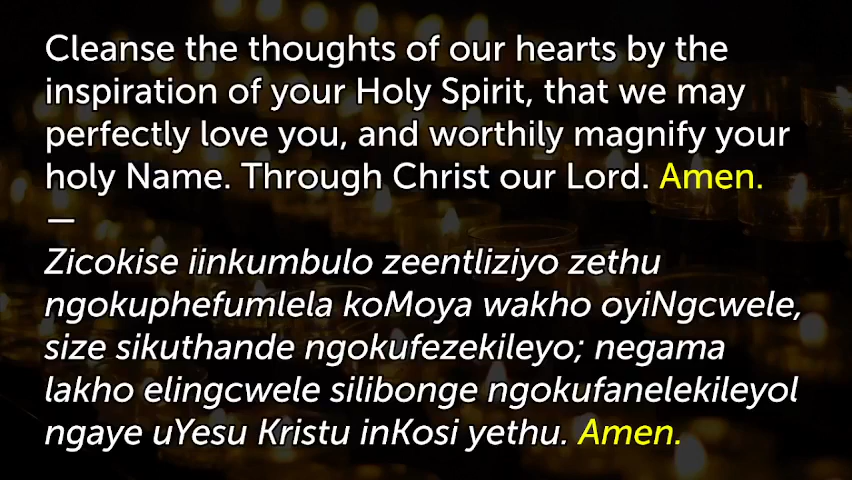 Cleanse the thoughts of our hearts by the
inspiration of your Holy Spirit, that we may
perfectly love you, and worthily magnify your
holy Name. Through Christ our Lord. Amen.
—
Zicokise iinkumbulo zeentliziyo zethu
ngokuphefumlela koMoya wakho oyiNgcwele,
size sikuthande ngokufezekileyo; negama
lakho elingcwele silibonge ngokufanelekileyol
ngaye uYesu Kristu inKosi yethu. Amen.